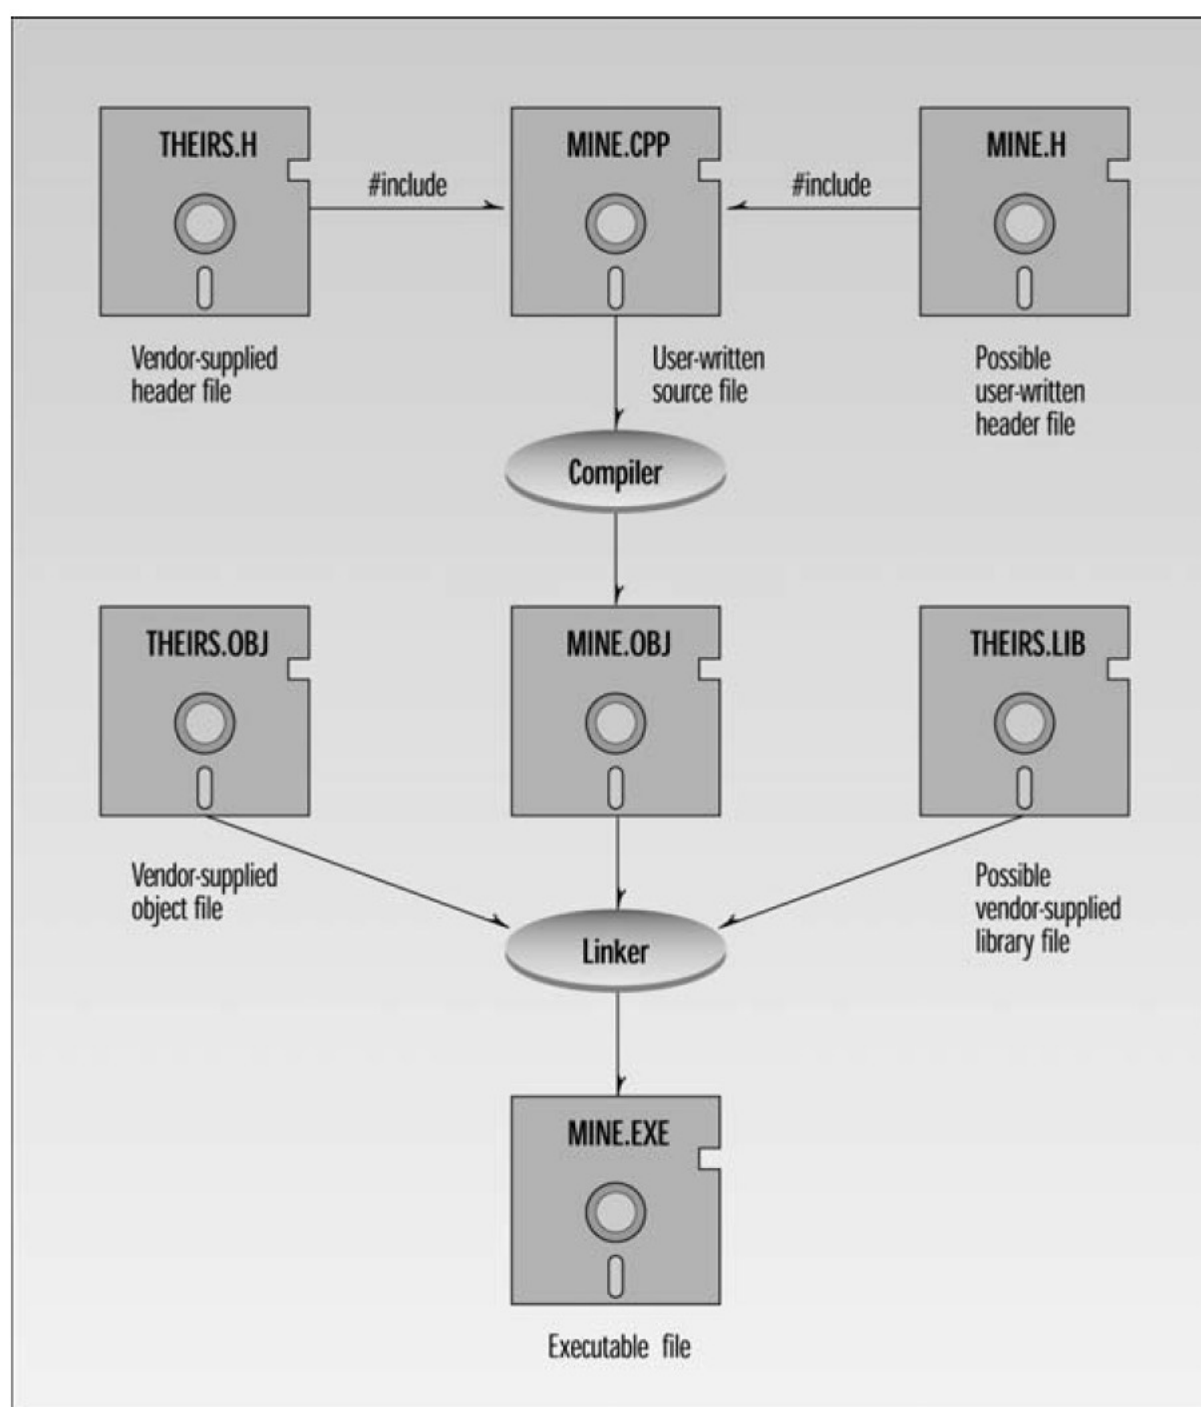 THEIRS.H
MINE.CPP
MINE.H
#include
#include
Vendor-supplied
header file
User-written
source file
Possible
user-written
header file
Compiler
THEIRS.OBJ
MINE.OBJ
THEIRS.LIB
Vendor-supplied
object file
Possible
vendor-supplied
library file
Linker
MINE.EXE
Executable file